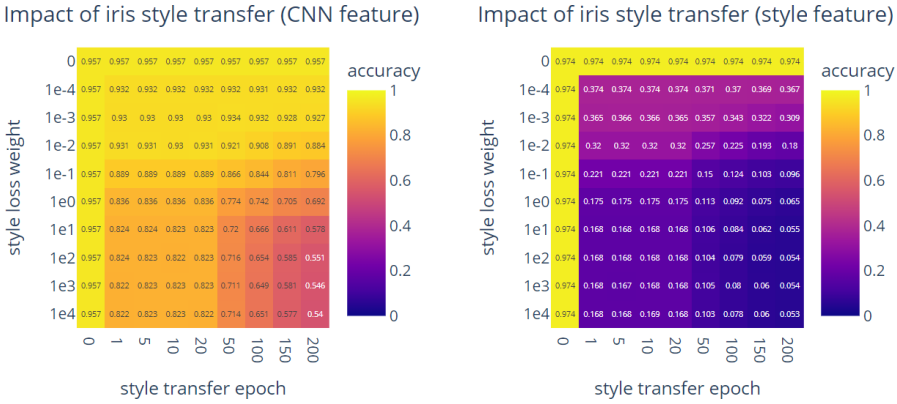 Impact of iris style transfer (CNN feature)
style loss weight
0 0.957 0.957 0.957 0.957 0.957 0.957 0.957 0.957 0.957
1e-4 0.957 0.932 0.932 0.932 0.932 0.932 0.931 0.932 0.932
1e-3 0.957 0.93 0.93 0.93 0.93 0.934 0.932 0.928 0.927
1e-2 0.957 0.931 0.931 0.93 0.931 0.921 0.908 0.891 0.884
1e-1 0.957 0.889 0.889 0.889 0.889 0.866 0.844 0.811 0.796
1e0 0.957 0.836 0.836 0.836 0.836 0.774 0.742 0.705 0.692
1e1 0.957 0.824 0.824 0.823 0.823 0.72 0.666 0.611 0.578
1e2 0.957 0.824 0.823 0.822 0.823 0.716 0.654 0.585 0.551
1e3 0.957 0.822 0.823 0.823 0.823 0.711 0.649 0.581 0.546
1e4 0.957 0.822 0.823 0.823 0.822 0.714 0.651 0.577 0.54
0 1 5 10 20 50 100 150 200
style transfer epoch
accuracy
1
0.8
0.6
0.4
0.2
0
Impact of iris style transfer (style feature)
style loss weight
0 0.974 0.974 0.974 0.974 0.974 0.974 0.974 0.974 0.974
1e-4 0.974 0.374 0.374 0.374 0.374 0.371 0.37 0.369 0.367
1e-3 0.974 0.365 0.366 0.366 0.365 0.357 0.343 0.322 0.309
1e-2 0.974 0.32 0.32 0.32 0.32 0.257 0.225 0.193 0.18
1e-1 0.974 0.221 0.221 0.221 0.221 0.15 0.124 0.103 0.096
1e0 0.974 0.175 0.175 0.175 0.175 0.113 0.092 0.075 0.065
1e1 0.974 0.168 0.168 0.168 0.168 0.106 0.084 0.062 0.055
1e2 0.974 0.168 0.168 0.168 0.168 0.104 0.079 0.059 0.054
1e3 0.974 0.168 0.167 0.168 0.168 0.105 0.08 0.06 0.054
1e4 0.974 0.168 0.168 0.169 0.168 0.103 0.078 0.06 0.053
0 1 5 10 20 50 100 150 200
style transfer epoch
accuracy
1
0.8
0.6
0.4
0.2
0